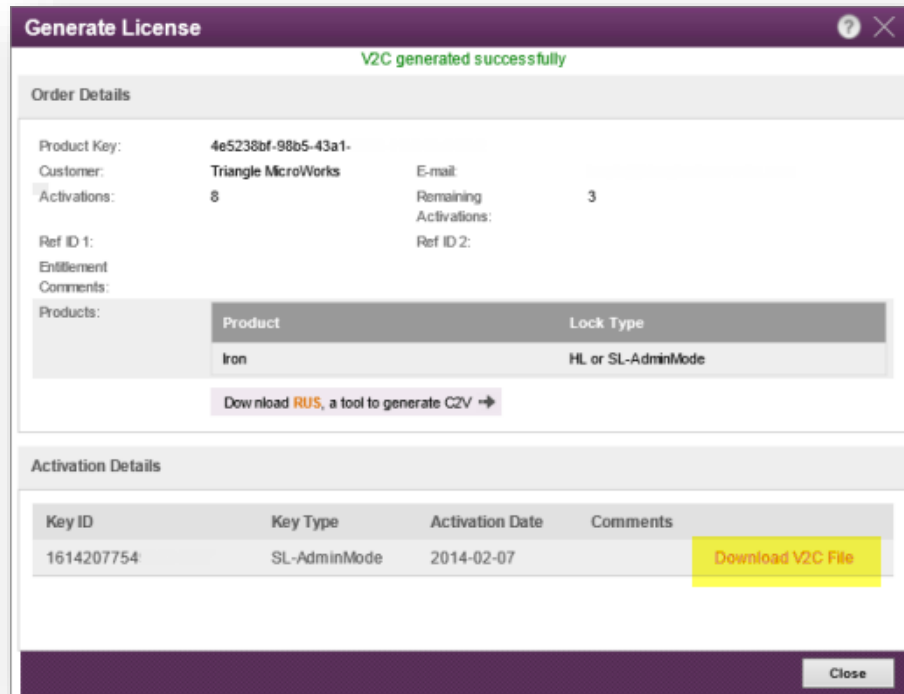 Generate License
?
V2C generated successfully
Order Details
Product Key: 4e5238bf-98b5-43a1-
Customer: Triangle MicroWorks E-mail:
Activations: 8 Remaining Activations: 3
Ref ID 1: Ref ID 2:
Entitlement
Comments:
Products:
Product Lock Type
Iron HL or SL-AdminMode
Download RUS, a tool to generate C2V
Activation Details
Key ID Key Type Activation Date Comments
1614207754 SL-AdminMode 2014-02-07 Download V2C File
Close